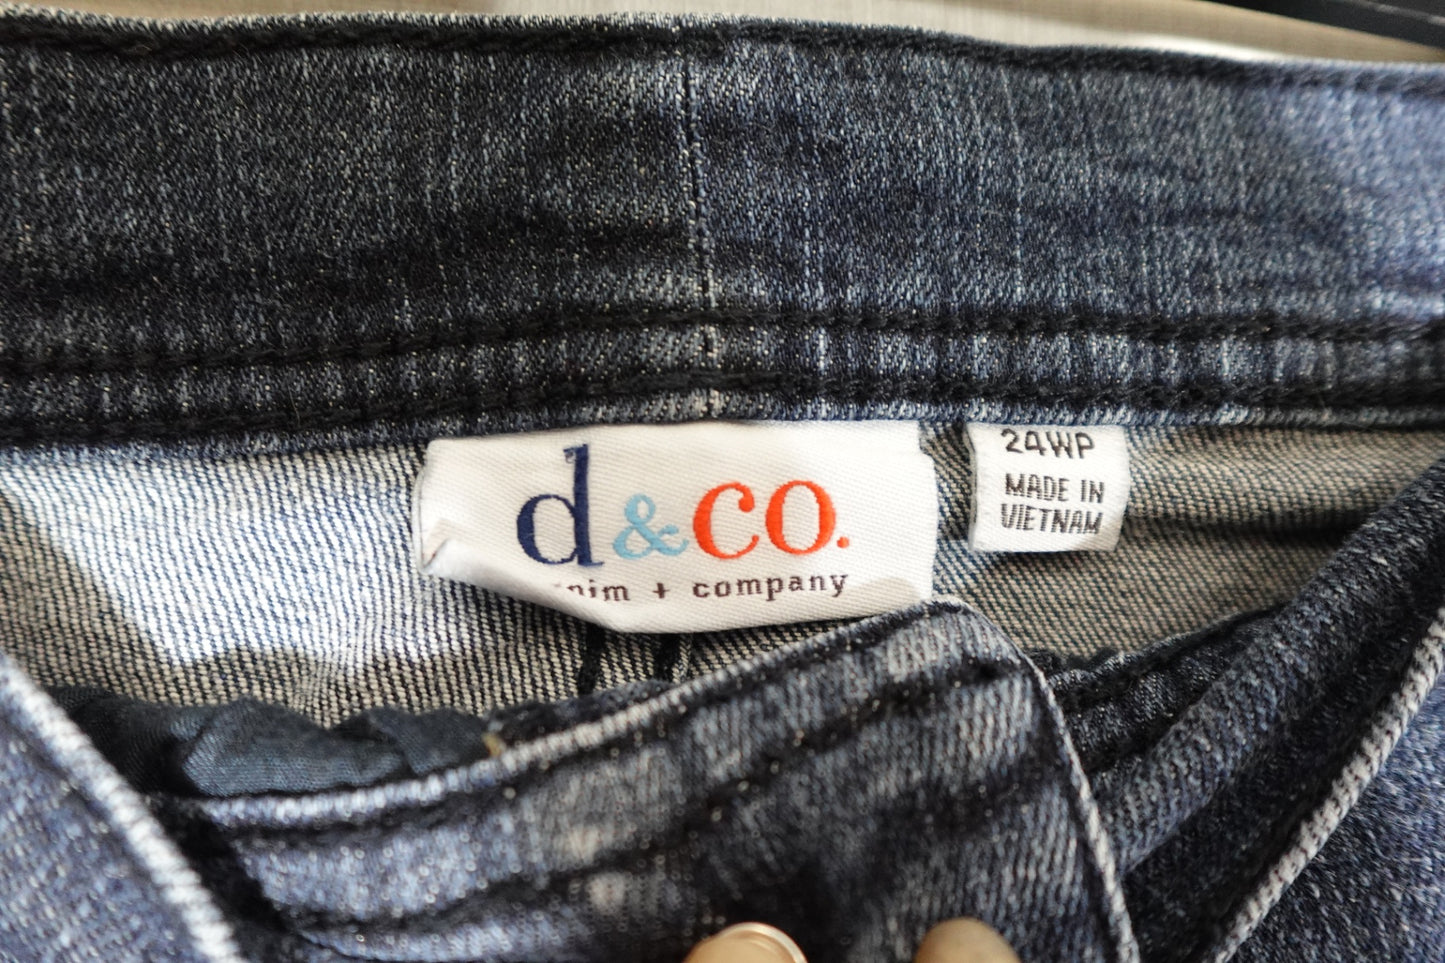 d & co.
nim + company
24WP
MADE IN
VIETNAM